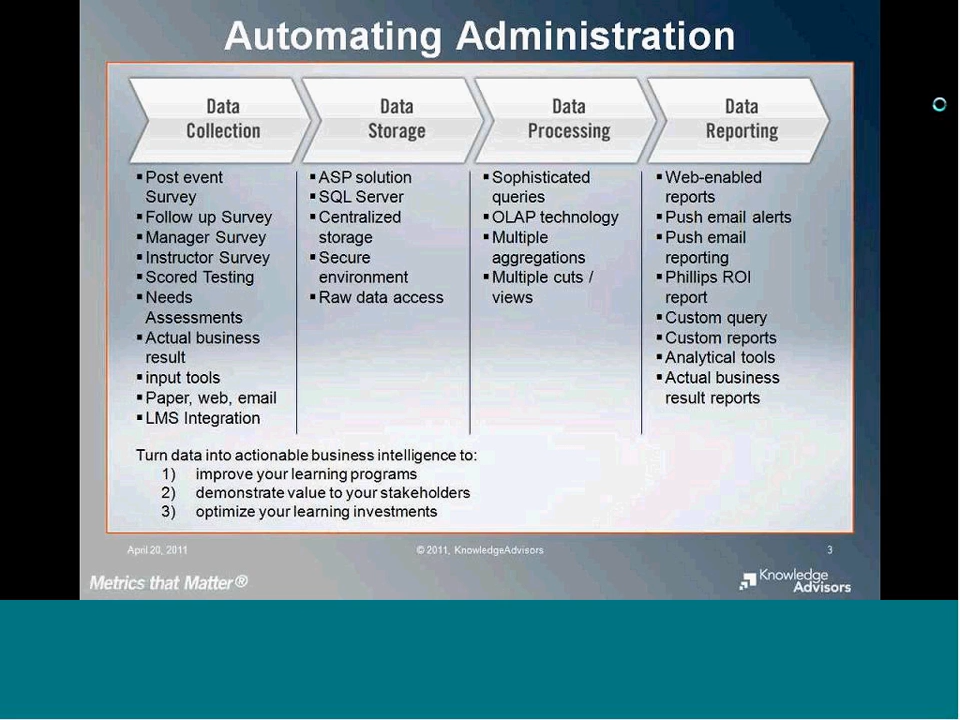 Automating Administration
Data
Collection
Data
Storage
Data
Processing
Data
Reporting
▪ Post event
Survey
▪ Follow up Survey
▪ Manager Survey
▪ Instructor Survey
▪ Scored Testing
▪ Needs
Assessments
▪ Actual business
result
▪ input tools
▪ Paper, web, email
▪ LMS Integration
▪ ASP solution
▪ SQL Server
▪ Centralized
storage
▪ Secure
environment
▪ Raw data access
▪ Sophisticated
queries
▪ OLAP technology
▪ Multiple
aggregations
▪ Multiple cuts /
views
▪ Web-enabled
reports
▪ Push email alerts
▪ Push email
reporting
▪ Phillips ROI
report
▪ Custom query
▪ Custom reports
▪ Analytical tools
▪ Actual business
result reports
Turn data into actionable business intelligence to:
1) improve your learning programs
2) demonstrate value to your stakeholders
3) optimize your learning investments
April 20, 2011
© 2011, KnowledgeAdvisors
3
Metrics that Matter®
Knowledge
Advisors